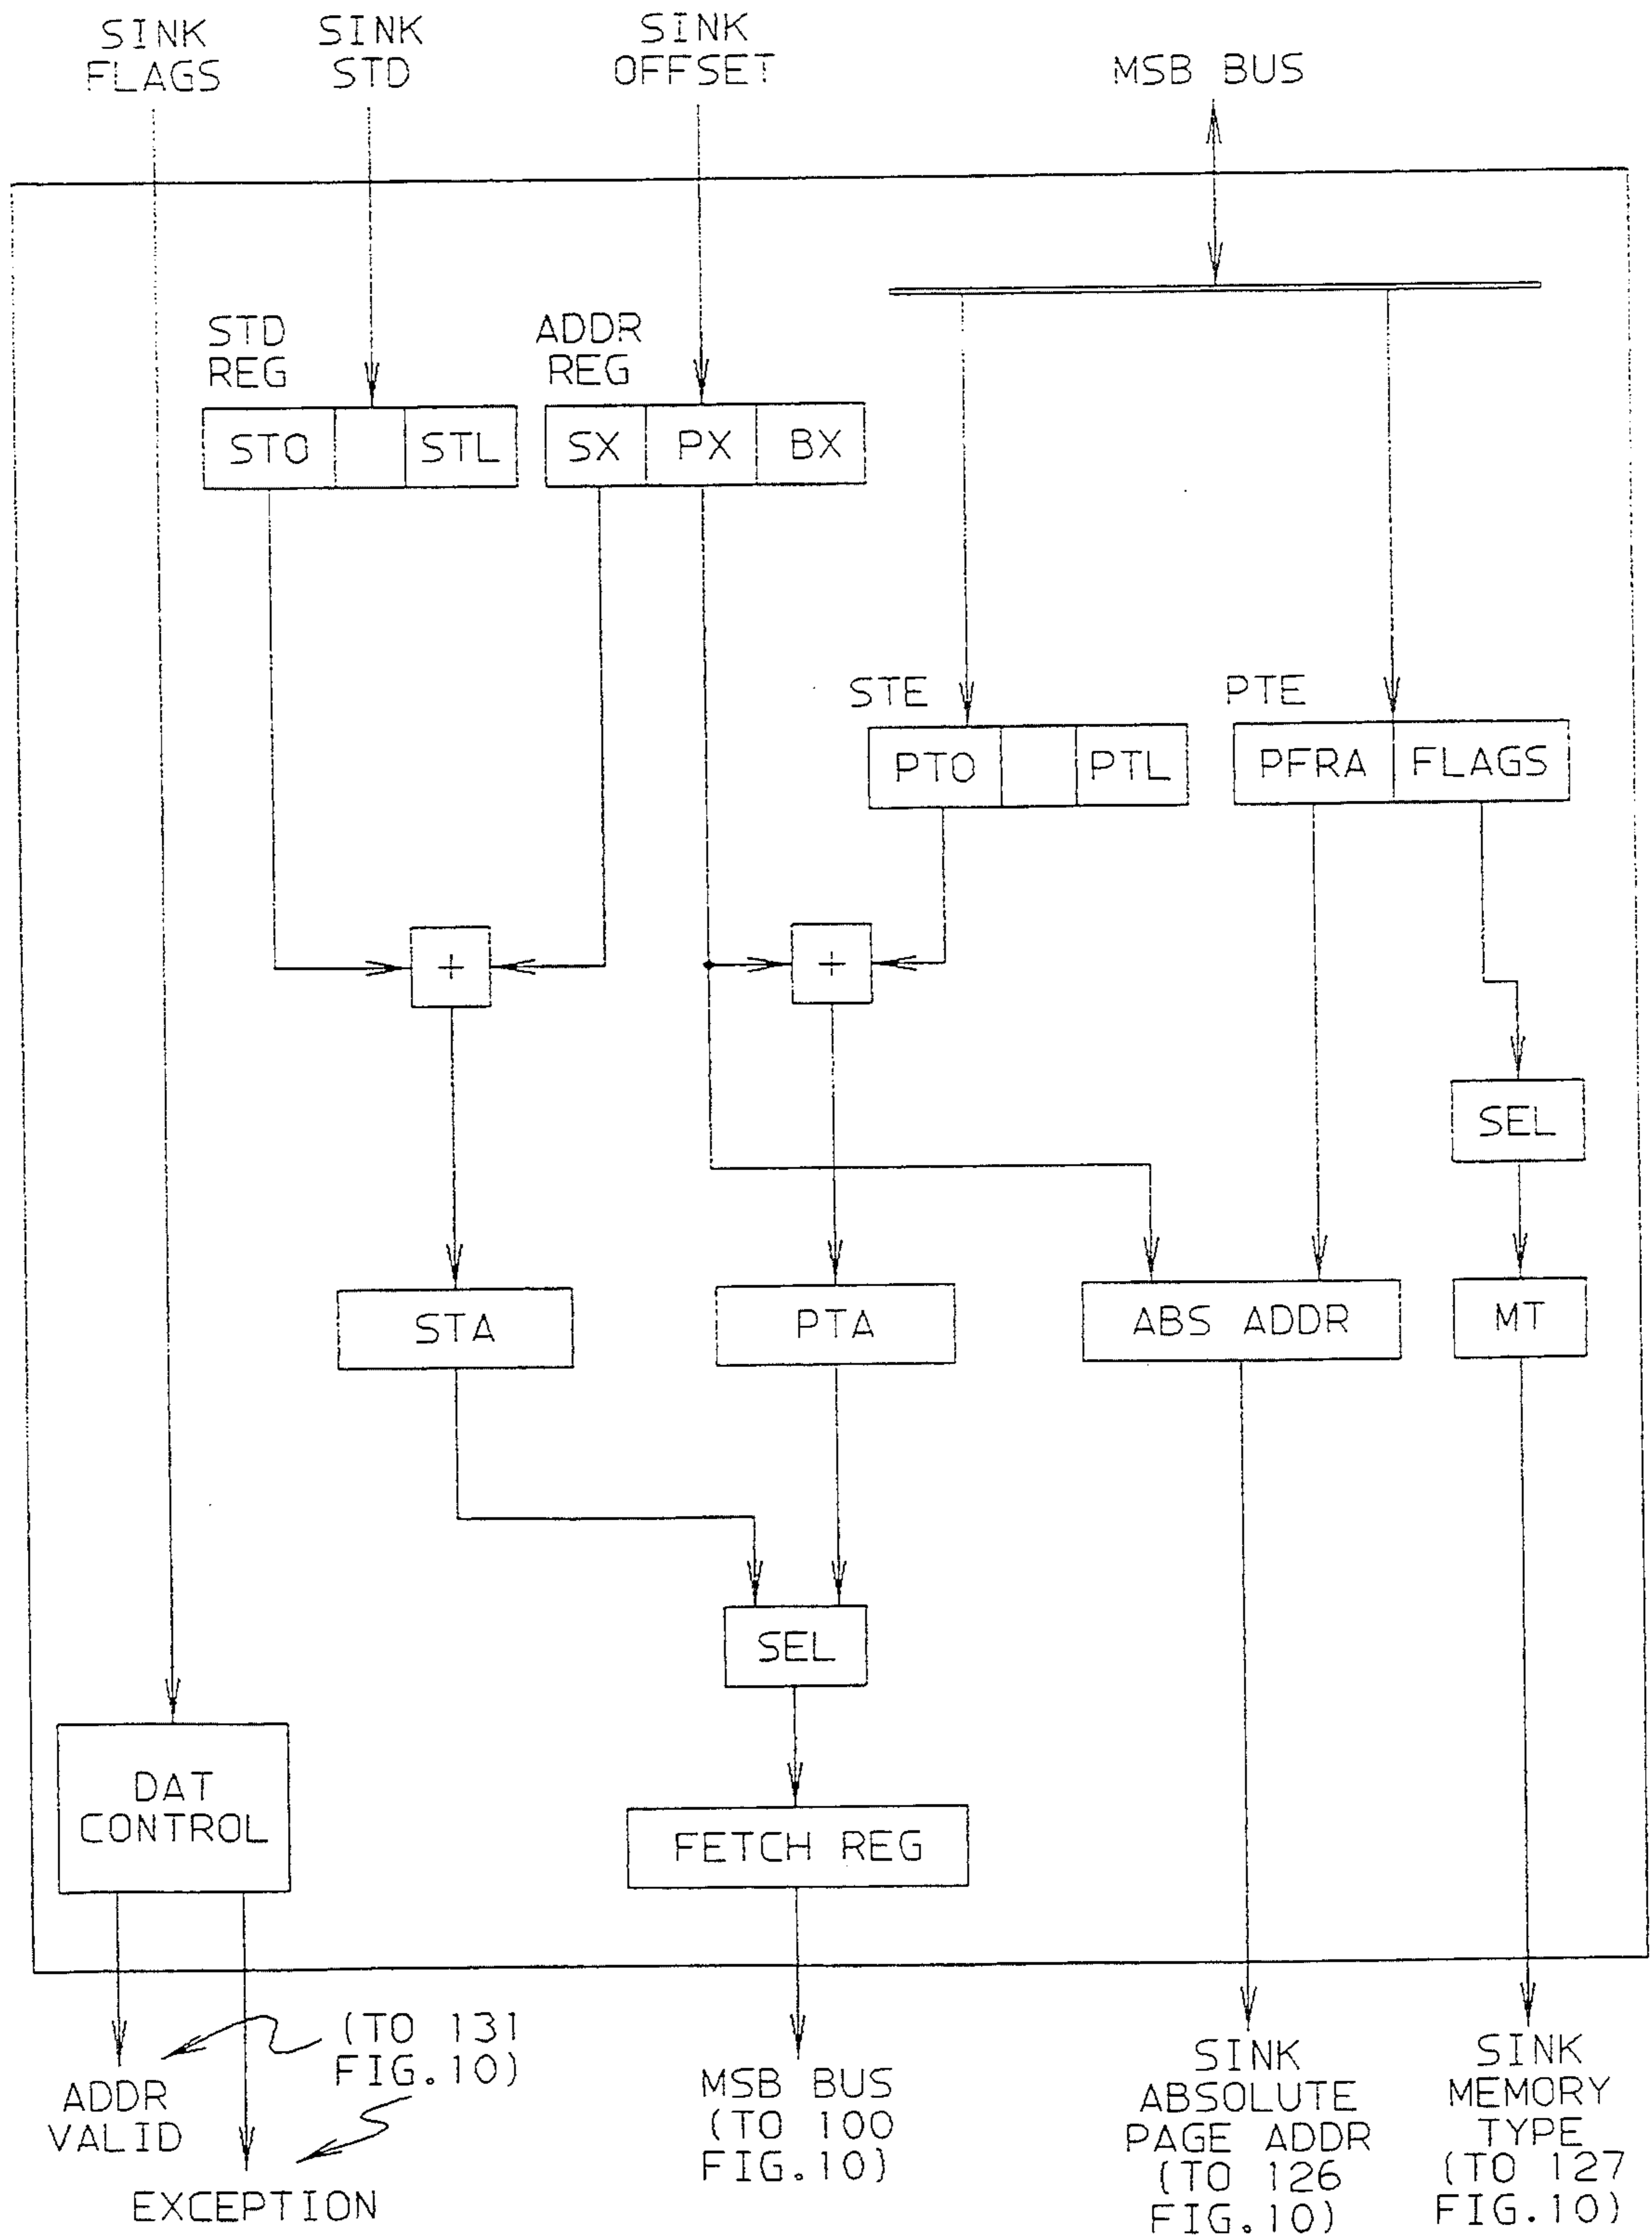 SINK
FLAGS
SINK
STD
SINK
OFFSET
MSB BUS
STD
REG
ADDR
REG
STO
STL
SX
PX
BX
STE
PTE
PTO
PTL
PFRA
FLAGS
+
+
SEL
STA
PTA
ABS ADDR
MT
SEL
DAT
CONTROL
FETCH REG
(TO 131
FIG.10)
ADDR
VALID
EXCEPTION
MSB BUS
(TO 100
FIG.10)
SINK
ABSOLUTE
PAGE ADDR
(TO 126
FIG.10)
SINK
MEMORY
TYPE
(TO 127
FIG.10)